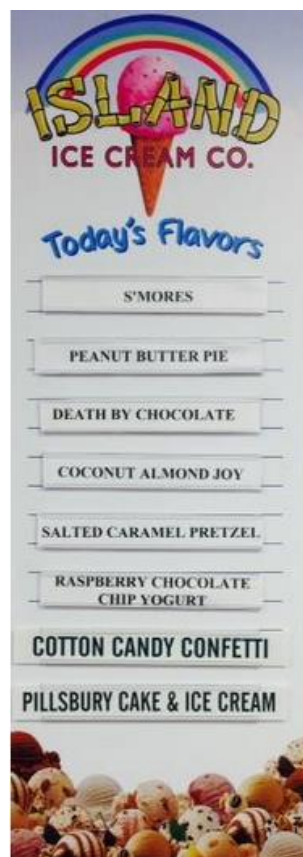 ISLAND
ICE CREAM CO.
Today's Flavors
S'MORES
PEANUT BUTTER PIE
DEATH BY CHOCOLATE
COCONUT ALMOND JOY
SALTED CARAMEL PRETZEL
RASPBERRY CHOCOLATE
CHIP YOGURT
COTTON CANDY CONFETTI
PILLSBURY CAKE & ICE CREAM